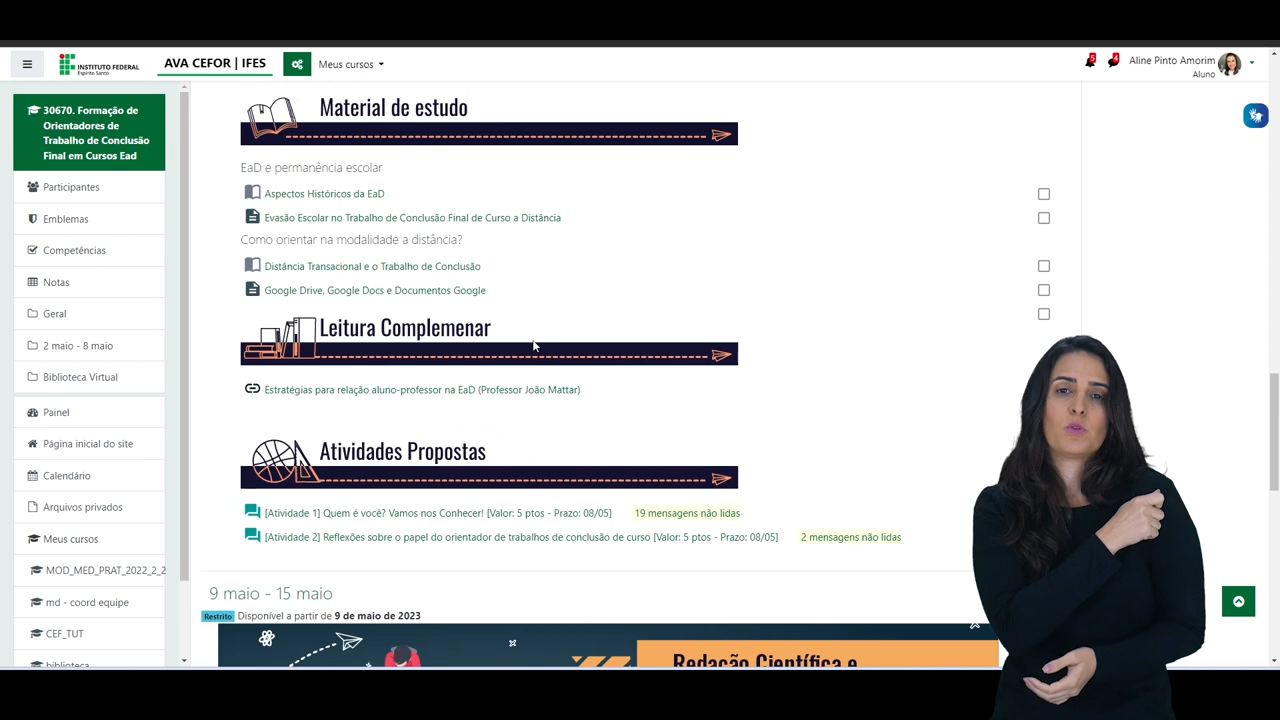 INSTITUTO FEDERAL
Espírito Santo
AVA CEFOR | IFES
Meus cursos
5
4
Aline Pinto Amorim
Aluno
30670. Formação de
Orientadores de
Trabalho de Conclusão
Final em Cursos Ead
Participantes
Emblemas
Competências
Notas
Geral
2 maio - 8 maio
Biblioteca Virtual
Painel
Página inicial do site
Calendário
Arquivos privados
Meus cursos
MOD_MED_PRAT_2022_2_2
md - coord equipe
CEF_TUT
biblioteca
Material de estudo
EaD e permanência escolar
Aspectos Históricos da EaD
Evasão Escolar no Trabalho de Conclusão Final de Curso a Distância
Como orientar na modalidade a distância?
Distância Transacional e o Trabalho de Conclusão
Google Drive, Google Docs e Documentos Google
Leitura Complemenar
Estratégias para relação aluno-professor na EaD (Professor João Mattar)
Atividades Propostas
[Atividade 1] Quem é você? Vamos nos Conhecer! [Valor: 5 ptos - Prazo: 08/05] 19 mensagens não lidas
[Atividade 2] Reflexões sobre o papel do orientador de trabalhos de conclusão de curso [Valor: 5 ptos - Prazo: 08/05] 2 mensagens não lidas
9 maio - 15 maio
Restrito Disponível a partir de 9 de maio de 2023
Redação Científica e